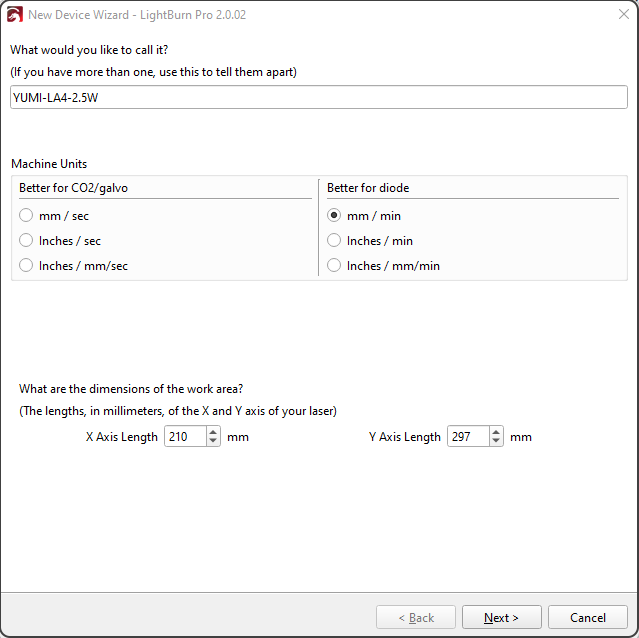 New Device Wizard - LightBurn Pro 2.0.02
What would you like to call it?
(If you have more than one, use this to tell them apart)
YUMI-LA4-2.5W
Machine Units
Better for CO2/galvo
mm / sec
Inches / sec
Inches / mm/sec
Better for diode
mm / min
Inches / min
Inches / mm/min
What are the dimensions of the work area?
(The lengths, in millimeters, of the X and Y axis of your laser)
X Axis Length 210 mm Y Axis Length 297 mm
< Back Next > Cancel